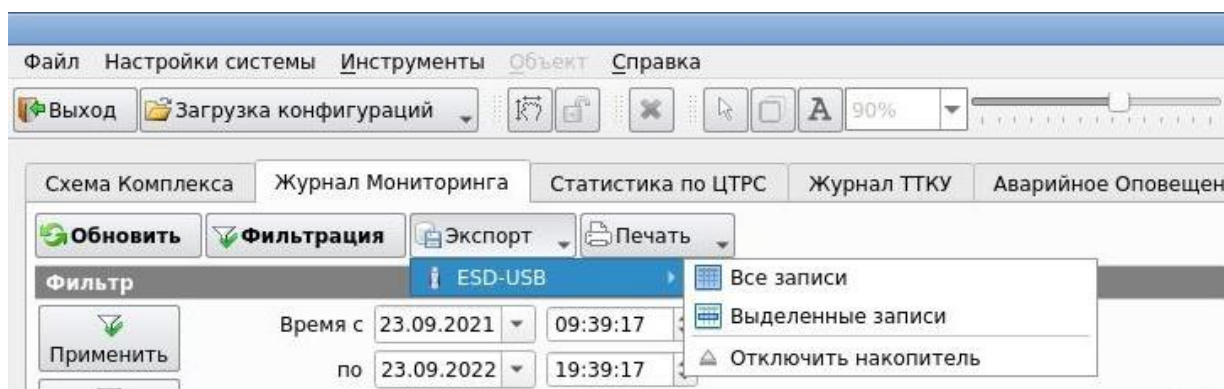 Файл Настройки системы Инструменты Объект Справка
Выход Загрузка конфигураций A 90%
Схема Комплекса Журнал Мониторинга Статистика по ЦТРС Журнал ТТКУ Аварийное Оповещен
Обновить Фильтрация Экспорт Печать
Фильтр ESD-USB Все записи
Время с 23.09.2021 09:39:17 Выделенные записи
Применить
по 23.09.2022 19:39:17 Отключить накопитель